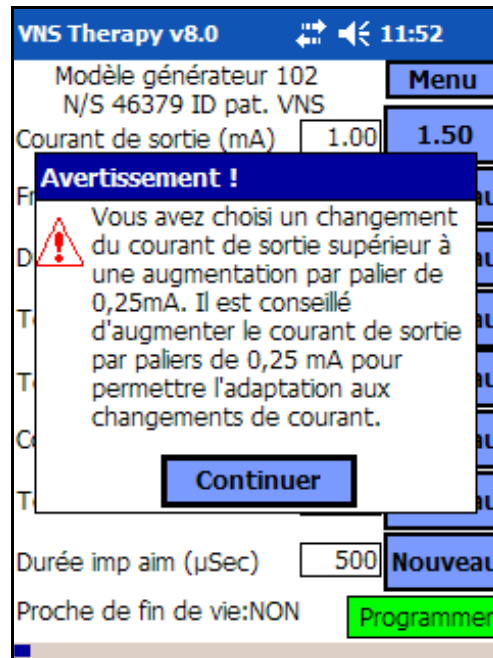 VNS Therapy v8.0 11:52
Modèle générateur 102 Menu
N/S 46379 ID pat. VNS
Courant de sortie (mA) 1.00 1.50
Avertissement !
Vous avez choisi un changement
du courant de sortie supérieur à
une augmentation par palier de
0,25mA. Il est conseillé
d'augmenter le courant de sortie
par paliers de 0,25 mA pour
permettre l'adaptation aux
changements de courant.
Continuer
Durée imp aim (µSec) 500 Nouveau
Proche de fin de vie:NON Programmer